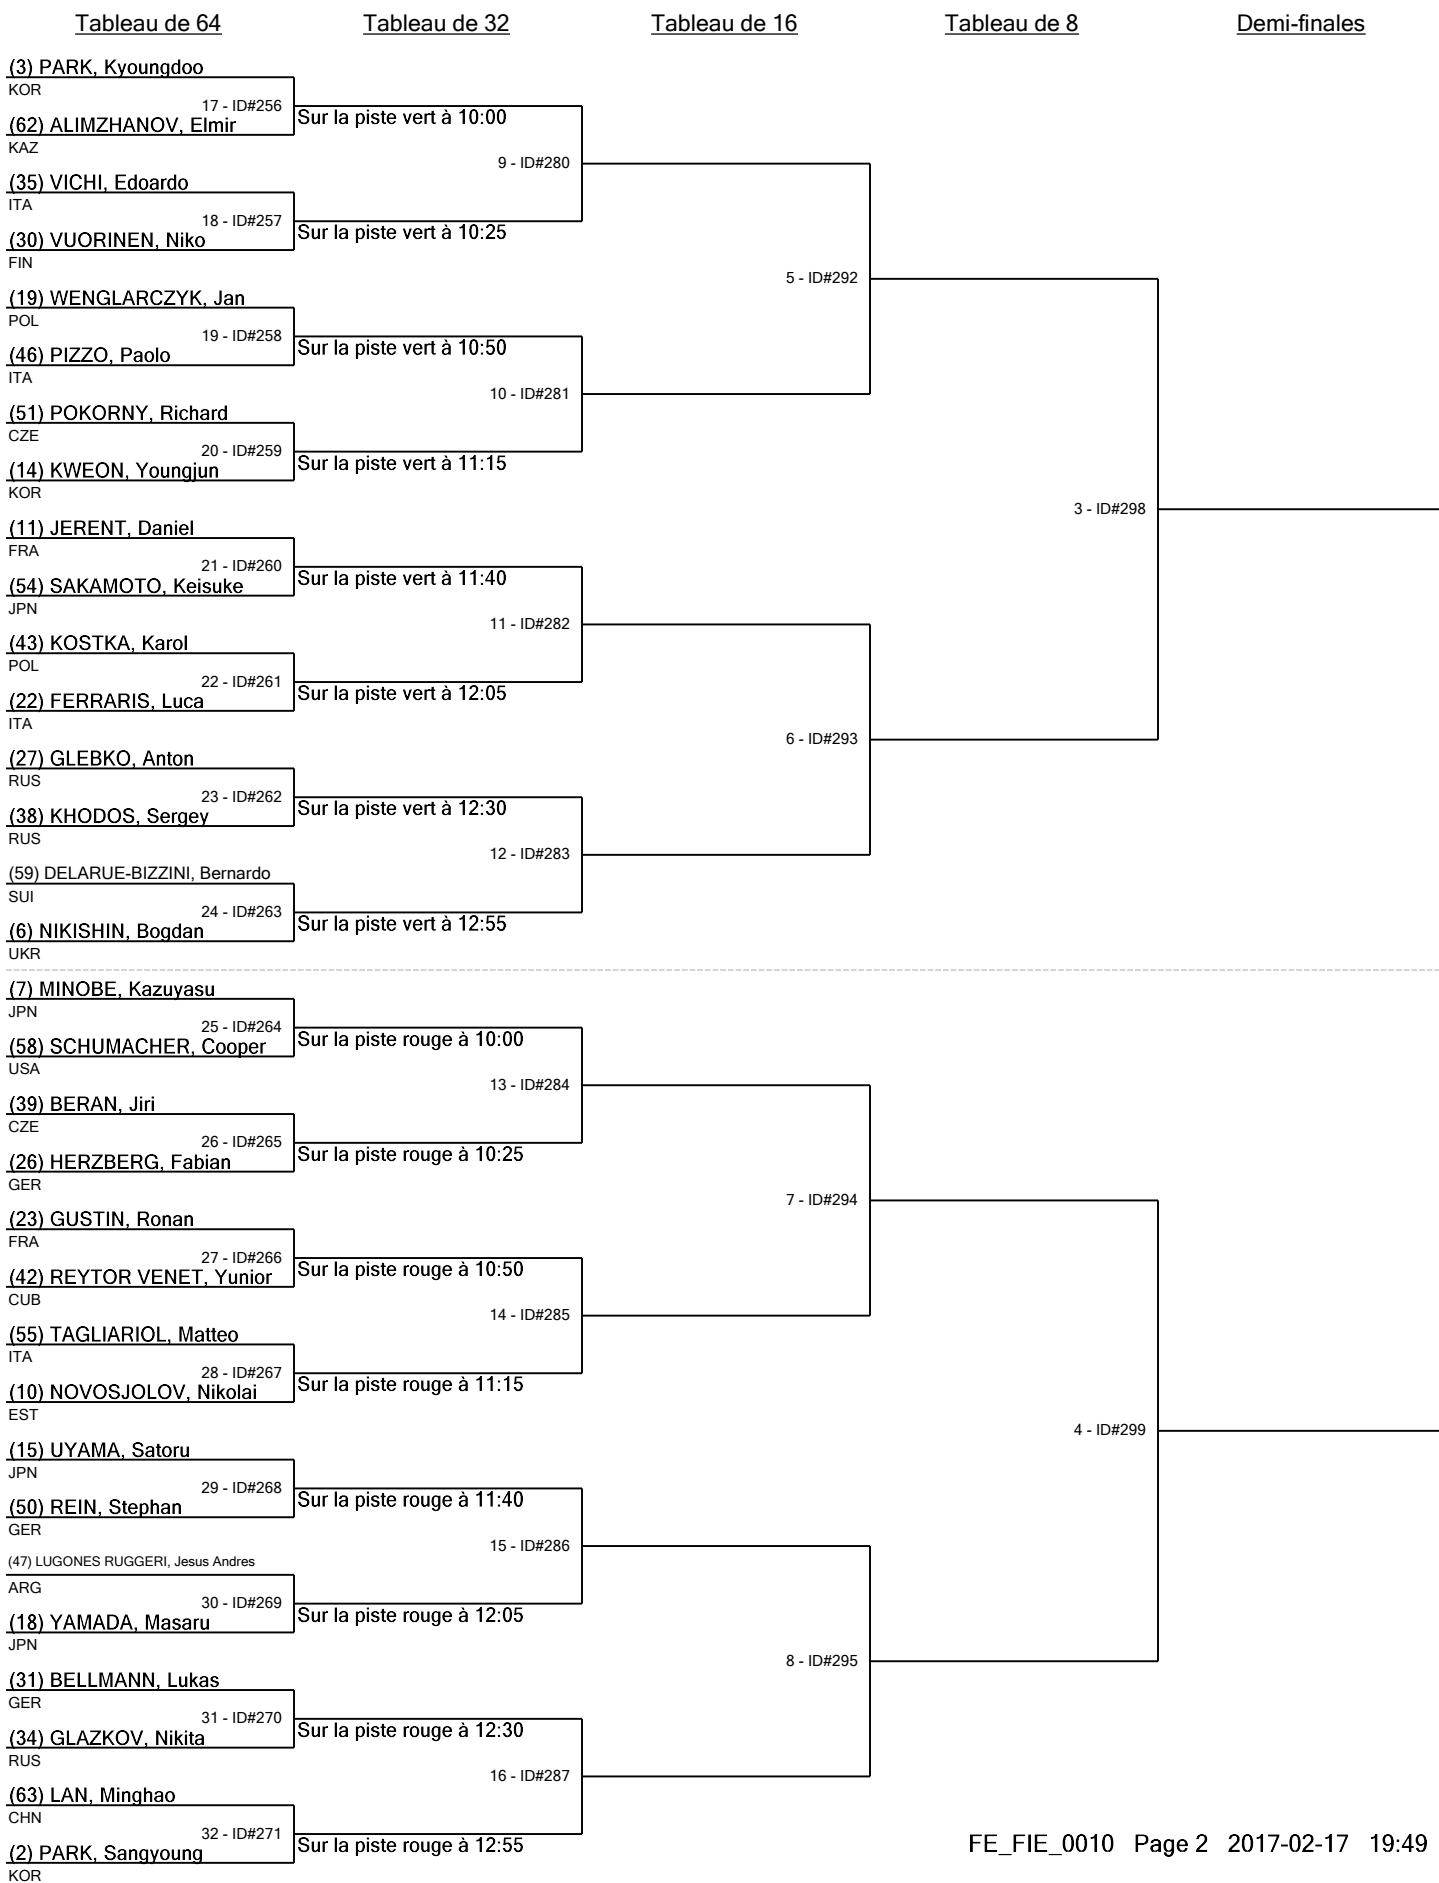 Tableau de 64 Tableau de 32 Tableau de 16 Tableau de 8 Demi-finales
(3) PARK, Kyoungdoo
KOR
17 - ID#256
Sur la piste vert à 10:00
(62) ALIMZHANOV, Elmir
KAZ
9 - ID#280
(35) VICHI, Edoardo
ITA
18 - ID#257
Sur la piste vert à 10:25
(30) VUORINEN, Niko
FIN
5 - ID#292
(19) WENGLARCZYK, Jan
POL
19 - ID#258
Sur la piste vert à 10:50
(46) PIZZO, Paolo
ITA
10 - ID#281
(51) POKORNY, Richard
CZE
20 - ID#259
Sur la piste vert à 11:15
(14) KWEON, Youngjun
KOR
3 - ID#298
(11) JERENT, Daniel
FRA
21 - ID#260
Sur la piste vert à 11:40
(54) SAKAMOTO, Keisuke
JPN
11 - ID#282
(43) KOSTKA, Karol
POL
22 - ID#261
Sur la piste vert à 12:05
(22) FERRARIS, Luca
ITA
6 - ID#293
(27) GLEBKO, Anton
RUS
23 - ID#262
Sur la piste vert à 12:30
(38) KHODOS, Sergey
RUS
12 - ID#283
(59) DELARUE-BIZZINI, Bernardo
SUI
24 - ID#263
Sur la piste vert à 12:55
(6) NIKISHIN, Bogdan
UKR
(7) MINOBE, Kazuyasu
JPN
25 - ID#264
Sur la piste rouge à 10:00
(58) SCHUMACHER, Cooper
USA
13 - ID#284
(39) BERAN, Jiri
CZE
26 - ID#265
Sur la piste rouge à 10:25
(26) HERZBERG, Fabian
GER
7 - ID#294
(23) GUSTIN, Ronan
FRA
27 - ID#266
Sur la piste rouge à 10:50
(42) REYTOR VENET, Yunior
CUB
14 - ID#285
(55) TAGLIARIOL, Matteo
ITA
28 - ID#267
Sur la piste rouge à 11:15
(10) NOVOSJOLOV, Nikolai
EST
4 - ID#299
(15) UYAMA, Satoru
JPN
29 - ID#268
Sur la piste rouge à 11:40
(50) REIN, Stephan
GER
15 - ID#286
(47) LUGONES RUGGERI, Jesus Andres
ARG
30 - ID#269
Sur la piste rouge à 12:05
(18) YAMADA, Masaru
JPN
8 - ID#295
(31) BELLMANN, Lukas
GER
31 - ID#270
Sur la piste rouge à 12:30
(34) GLAZKOV, Nikita
RUS
16 - ID#287
(63) LAN, Minghao
CHN
32 - ID#271
Sur la piste rouge à 12:55
(2) PARK, Sangyoung
KOR
FE_FIE_0010 Page 2 2017-02-17 19:49